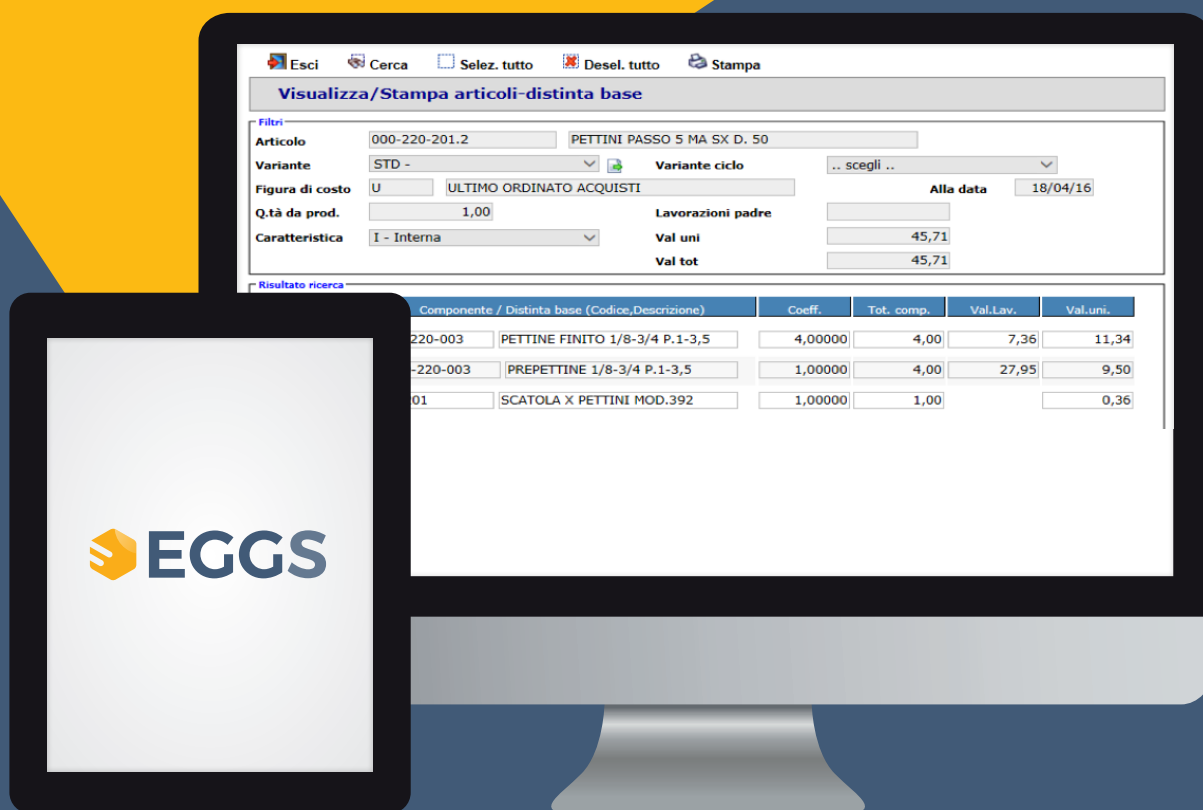 Esci Cerca Selez. tutto Desel. tutto Stampa
Visualizza/Stampa articoli-distinta base
Filtri
Articolo 000-220-201.2 PETTINI PASSO 5 MA SX D. 50
Variante STD - Variante ciclo .. scegli ..
Figura di costo U ULTIMO ORDINATO ACQUISTI Alla data 18/04/16
Q.tà da prod. 1,00 Lavorazioni padre
Caratteristica I - Interna Val uni 45,71
Val tot 45,71
Risultato ricerca
Componente / Distinta base (Codice,Descrizione) Coeff. Tot. comp. Val.Lav. Val.uni.
220-003 PETTINE FINITO 1/8-3/4 P.1-3,5 4,00000 4,00 7,36 11,34
-220-003 PREPETTINE 1/8-3/4 P.1-3,5 1,00000 4,00 27,95 9,50
201 SCATOLA X PETTINI MOD.392 1,00000 1,00 0,36
EGGS